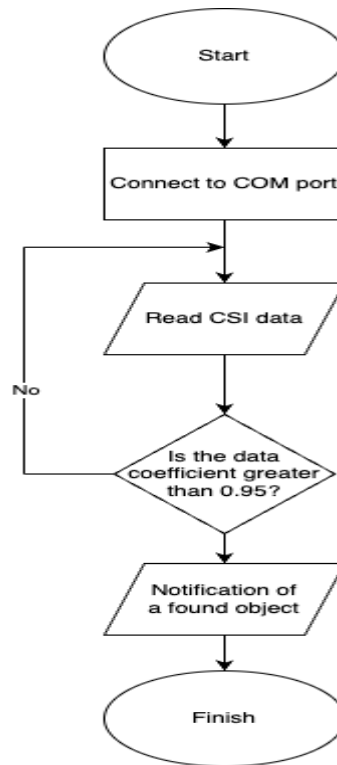 Start
Connect to COM port
Read CSI data
No
Is the data
coefficient greater
than 0.95?
Notification of
a found object
Finish